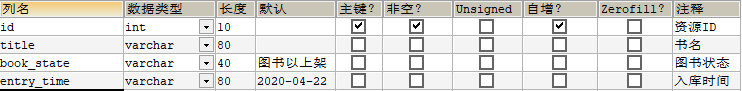 列名 数据类型 长度 默认 主键? 非空? Unsigned 自增? Zerofill? 注释
id int 10 资源ID
title varchar 80 书名
book_state varchar 40 图书以上架 图书状态
entry_time varchar 80 2020-04-22 入库时间